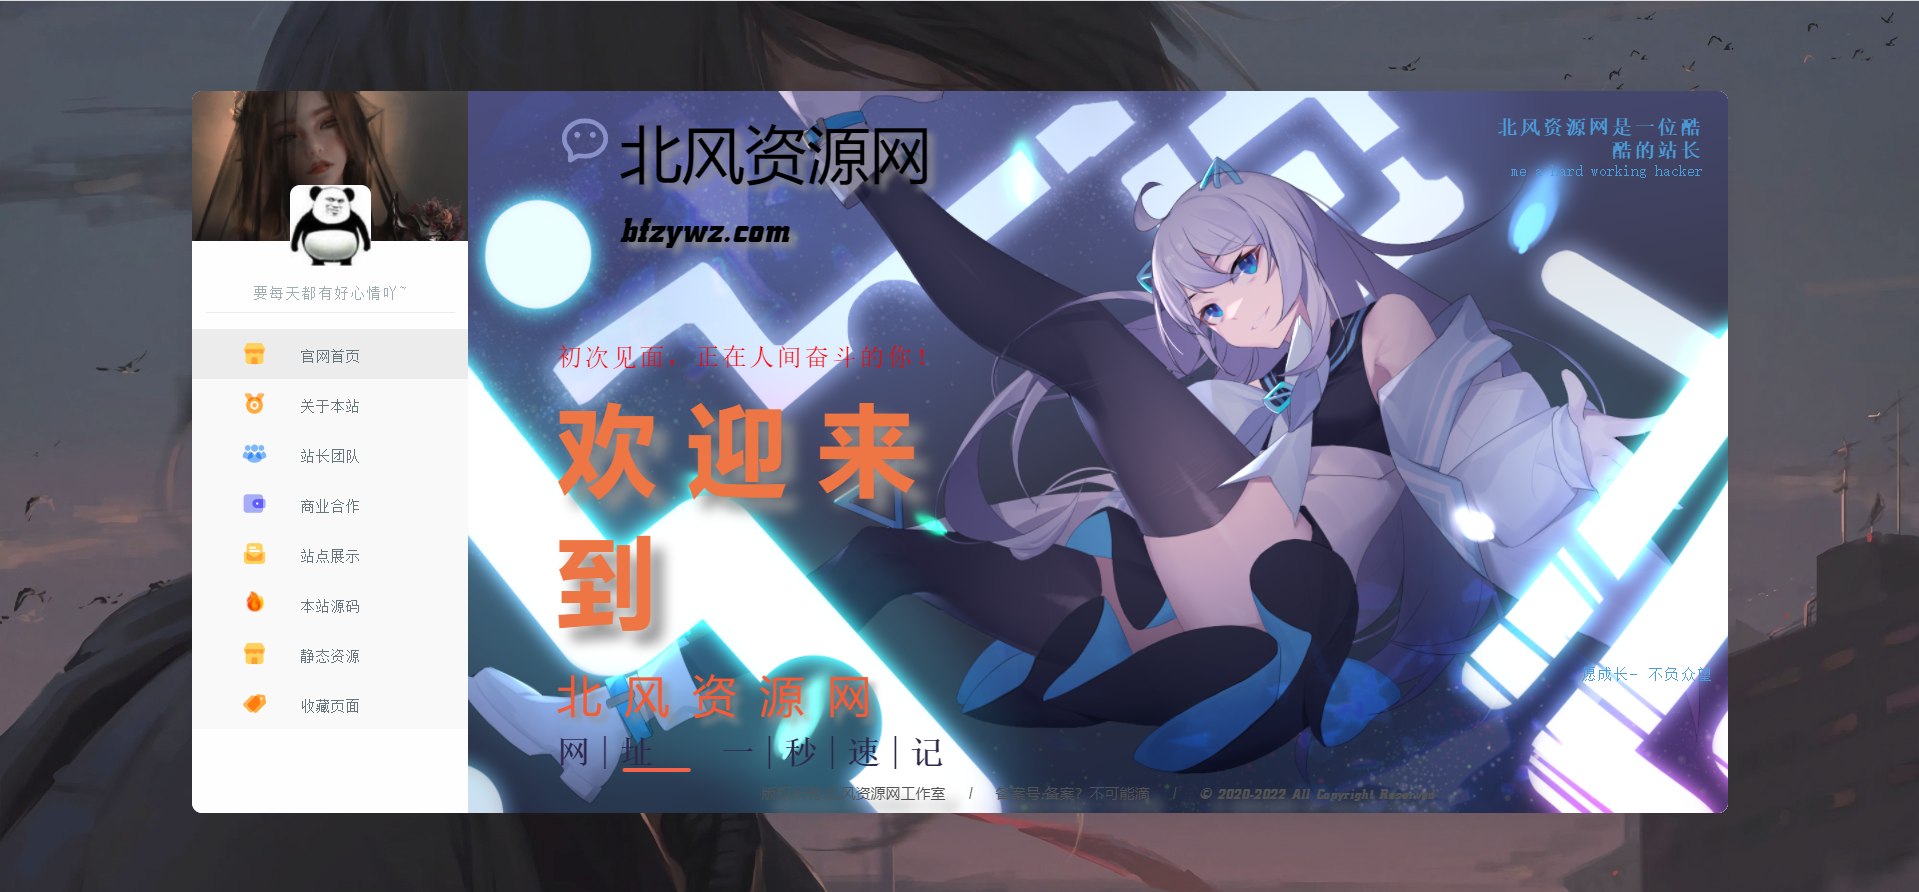 要每天都有好心情吖~
官网首页
关于本站
站长团队
商业合作
站点展示
本站源码
静态资源
收藏页面
北风资源网
bfzywz.com
北风资源网是一位酷
酷的站长
me a hard working hacker
初次见面，正在人间奋斗的你！
欢迎来
到
北风资源网
网|址 一|秒|速|记
愿成长- 不负众望
风资源网工作室 / 备案号:备案？不可能滴 / © 2020-2022 All Copyright Reserved